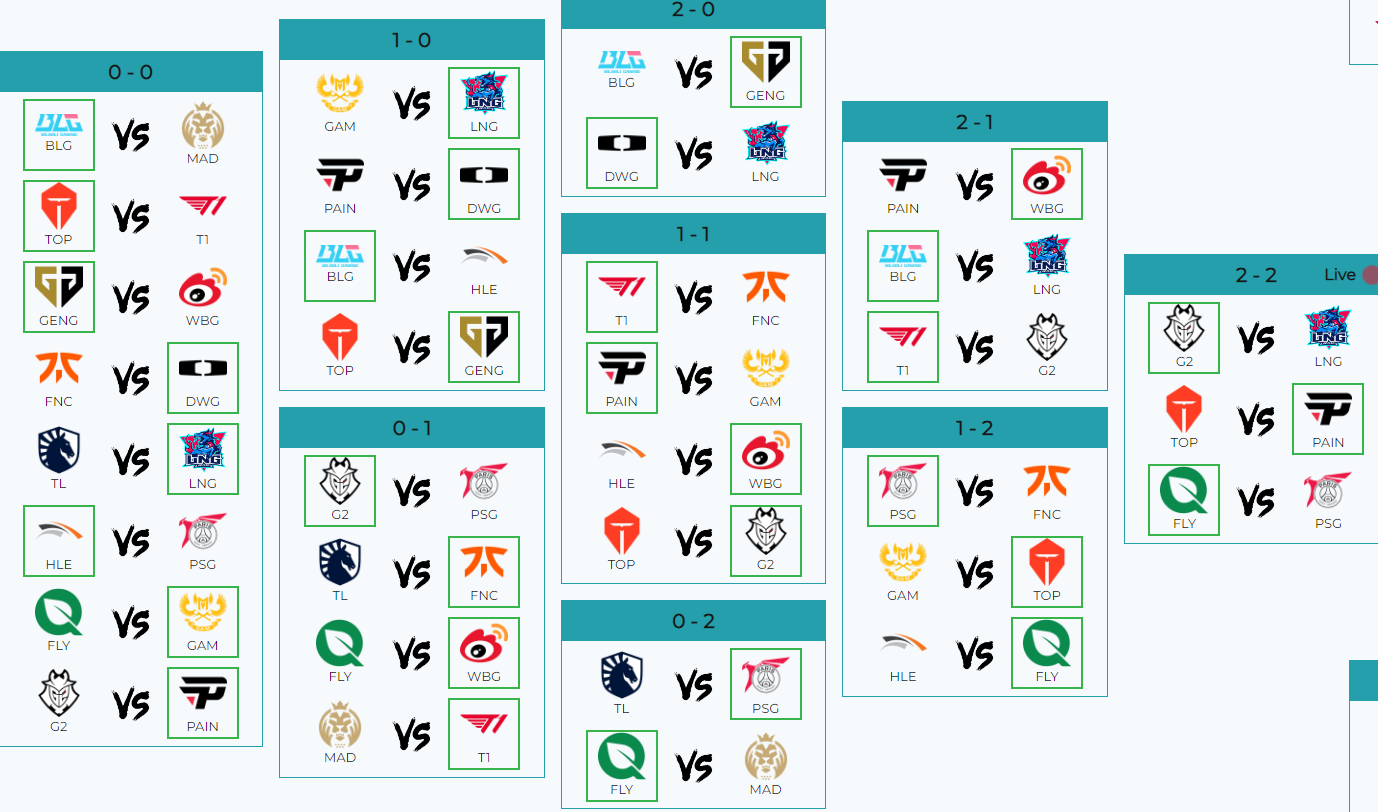 0 - 0
BLG VS MAD
TOP VS T1
GENG VS WBG
FNC VS DWG
TL VS LNG
HLE VS PSG
FLY VS GAM
G2 VS PAIN
1 - 0
GAM VS LNG
PAIN VS DWG
BLG VS HLE
TOP VS GENG
0 - 1
G2 VS PSG
TL VS FNC
FLY VS WBG
MAD VS T1
2 - 0
BLG VS GENG
DWG VS LNG
1 - 1
T1 VS FNC
PAIN VS GAM
HLE VS WBG
TOP VS G2
0 - 2
TL VS PSG
FLY VS MAD
2 - 1
PAIN VS WBG
BLG VS LNG
T1 VS G2
1 - 2
PSG VS FNC
GAM VS TOP
HLE VS FLY
2 - 2 Live
G2 VS LNG
TOP VS PAIN
FLY VS PSG